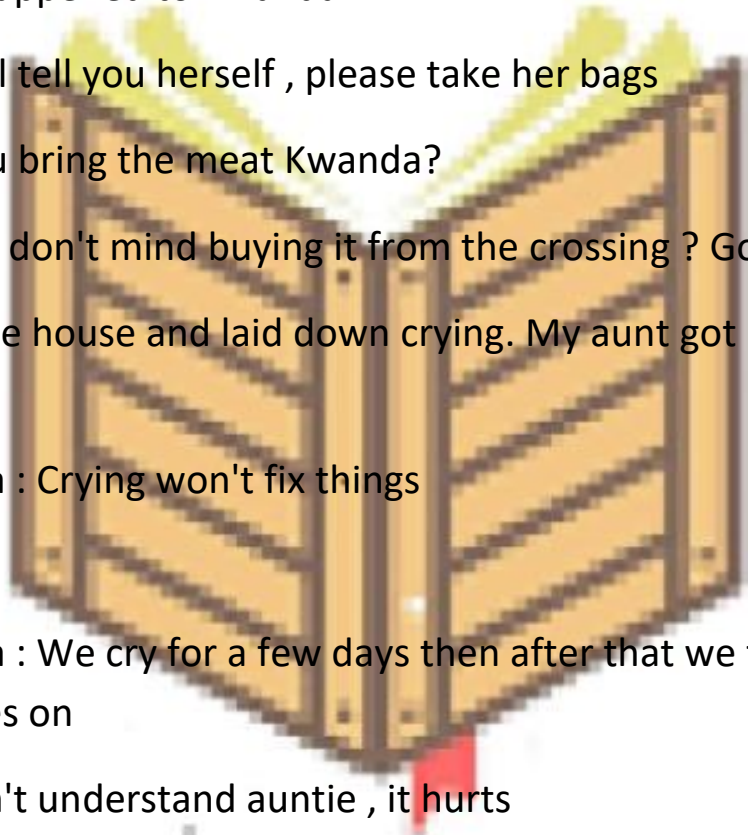 l tell you herself , please take her bags
u bring the meat Kwanda?
don't mind buying it from the crossing ? Go
e house and laid down crying. My aunt got
: Crying won't fix things
: We cry for a few days then after that we
es on
't understand auntie , it hurts